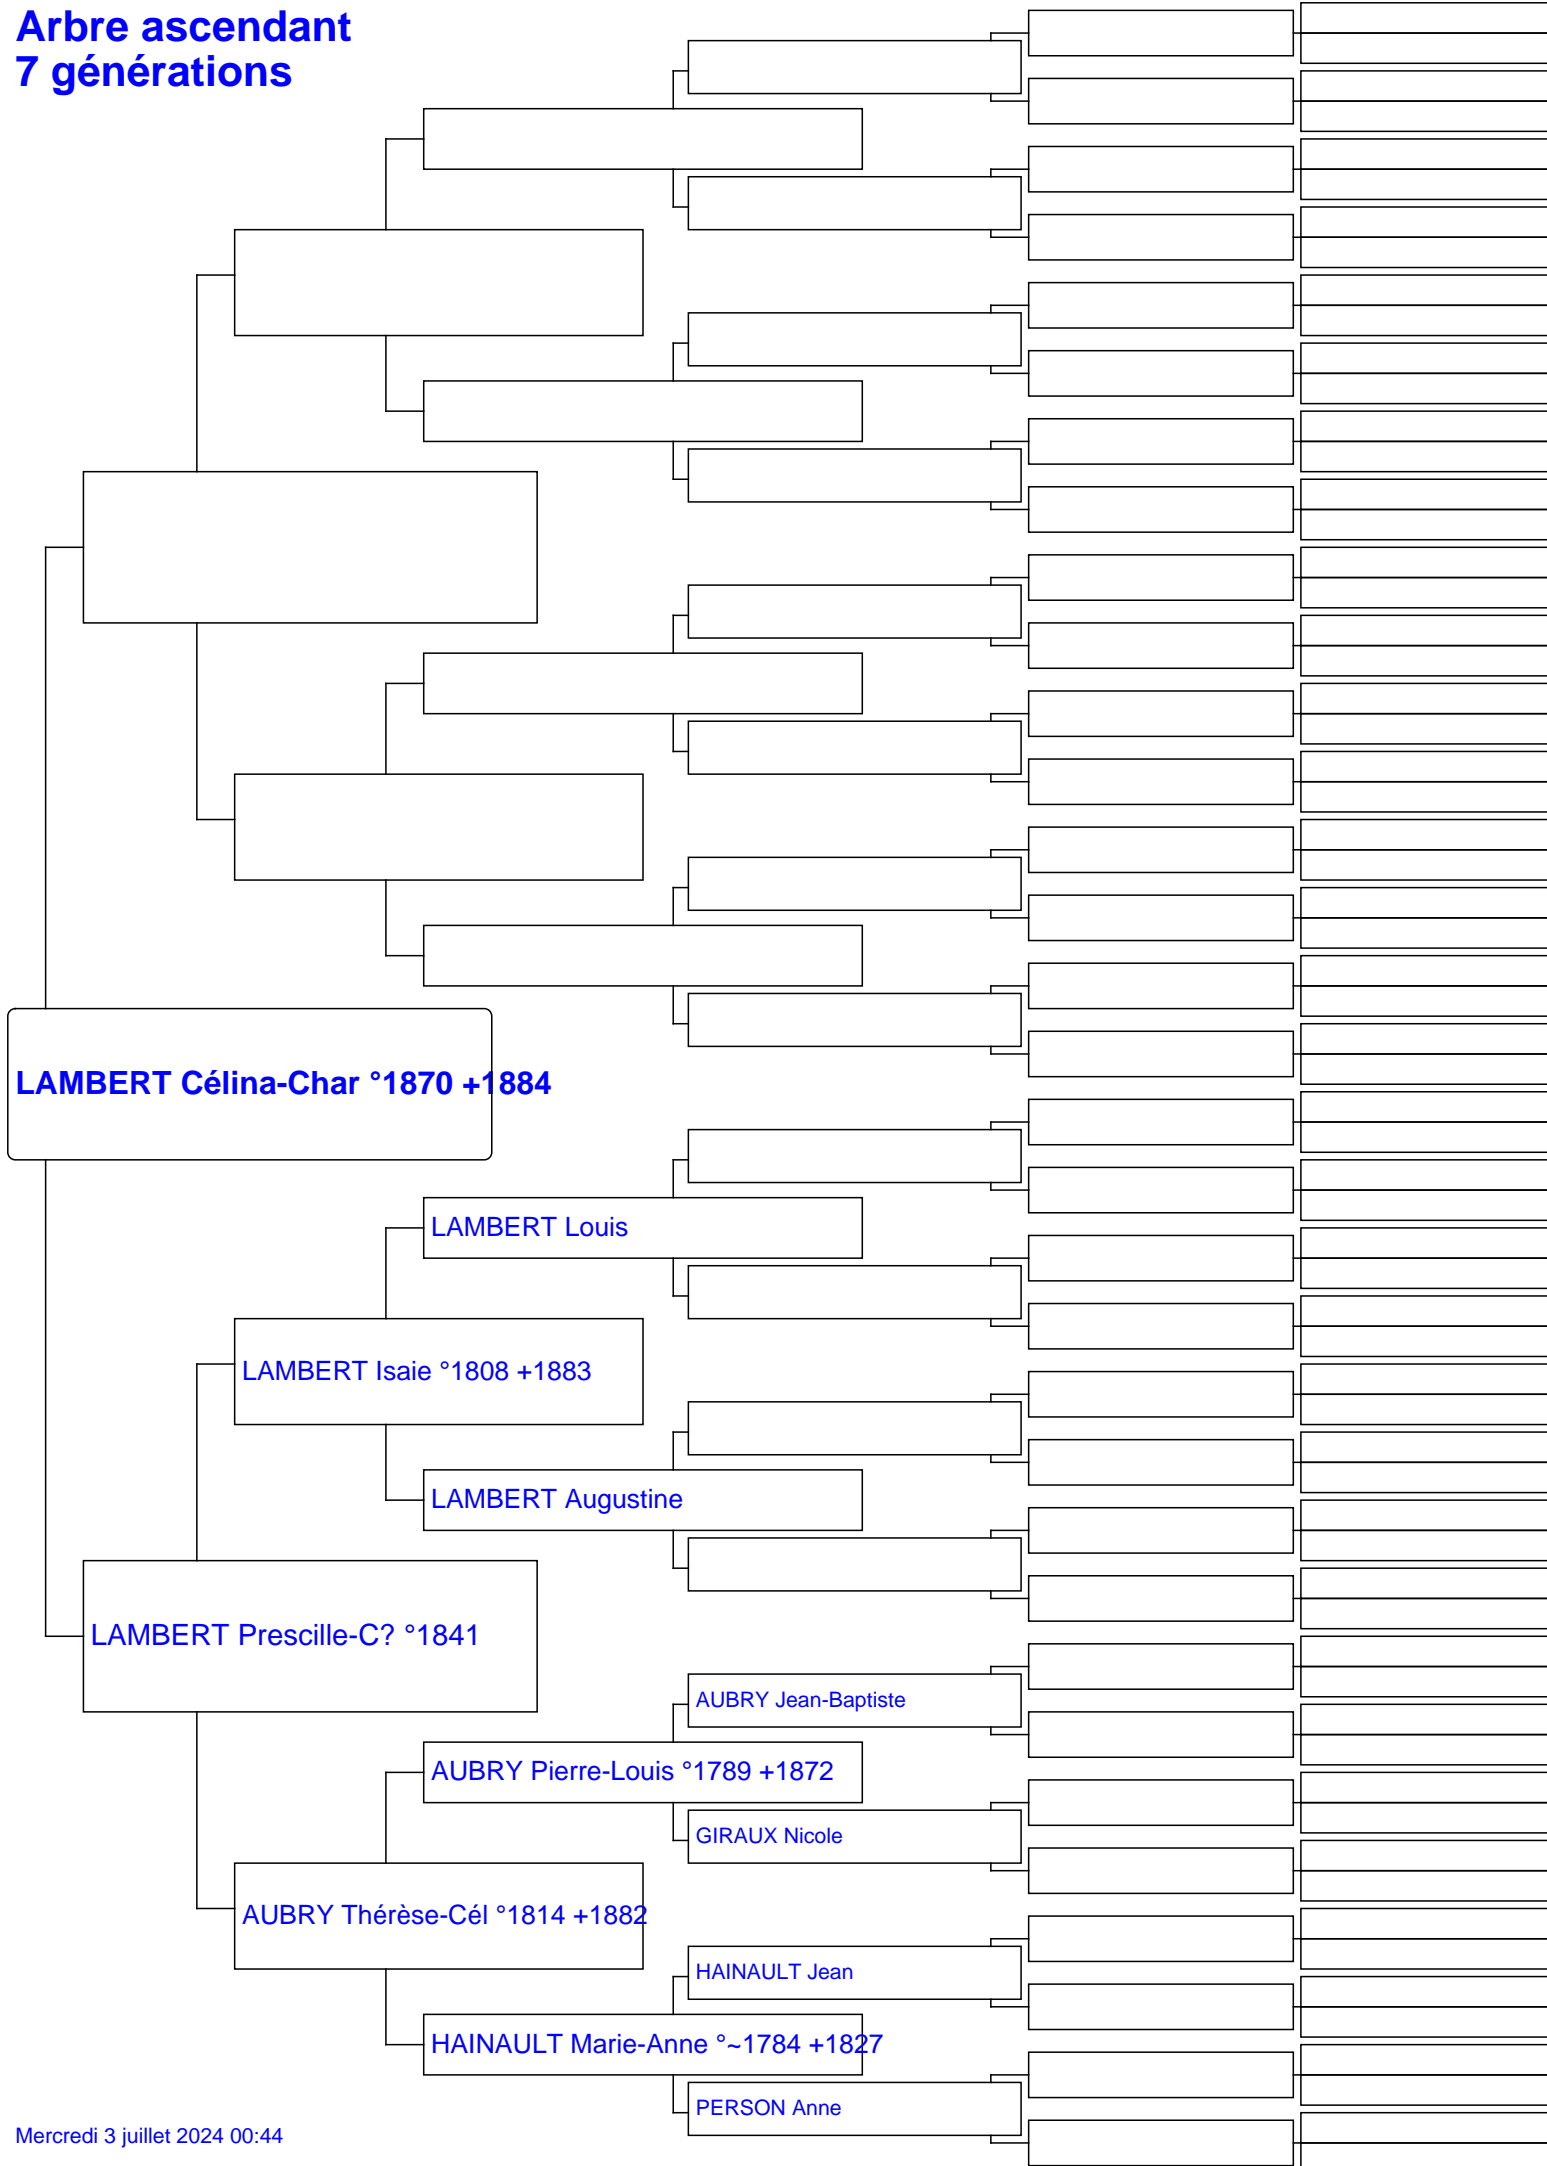 Arbre ascendant
7 générations
LAMBERT Célina-Char °1870 +1884
LAMBERT Louis
LAMBERT Isaie °1808 +1883
LAMBERT Augustine
LAMBERT Prescille-C? °1841
AUBRY Jean-Baptiste
AUBRY Pierre-Louis °1789 +1872
GIRAUX Nicole
AUBRY Thérèse-Cél °1814 +1882
HAINAULT Jean
HAINAULT Marie-Anne °~1784 +1827
PERSON Anne
Mercredi 3 juillet 2024 00:44